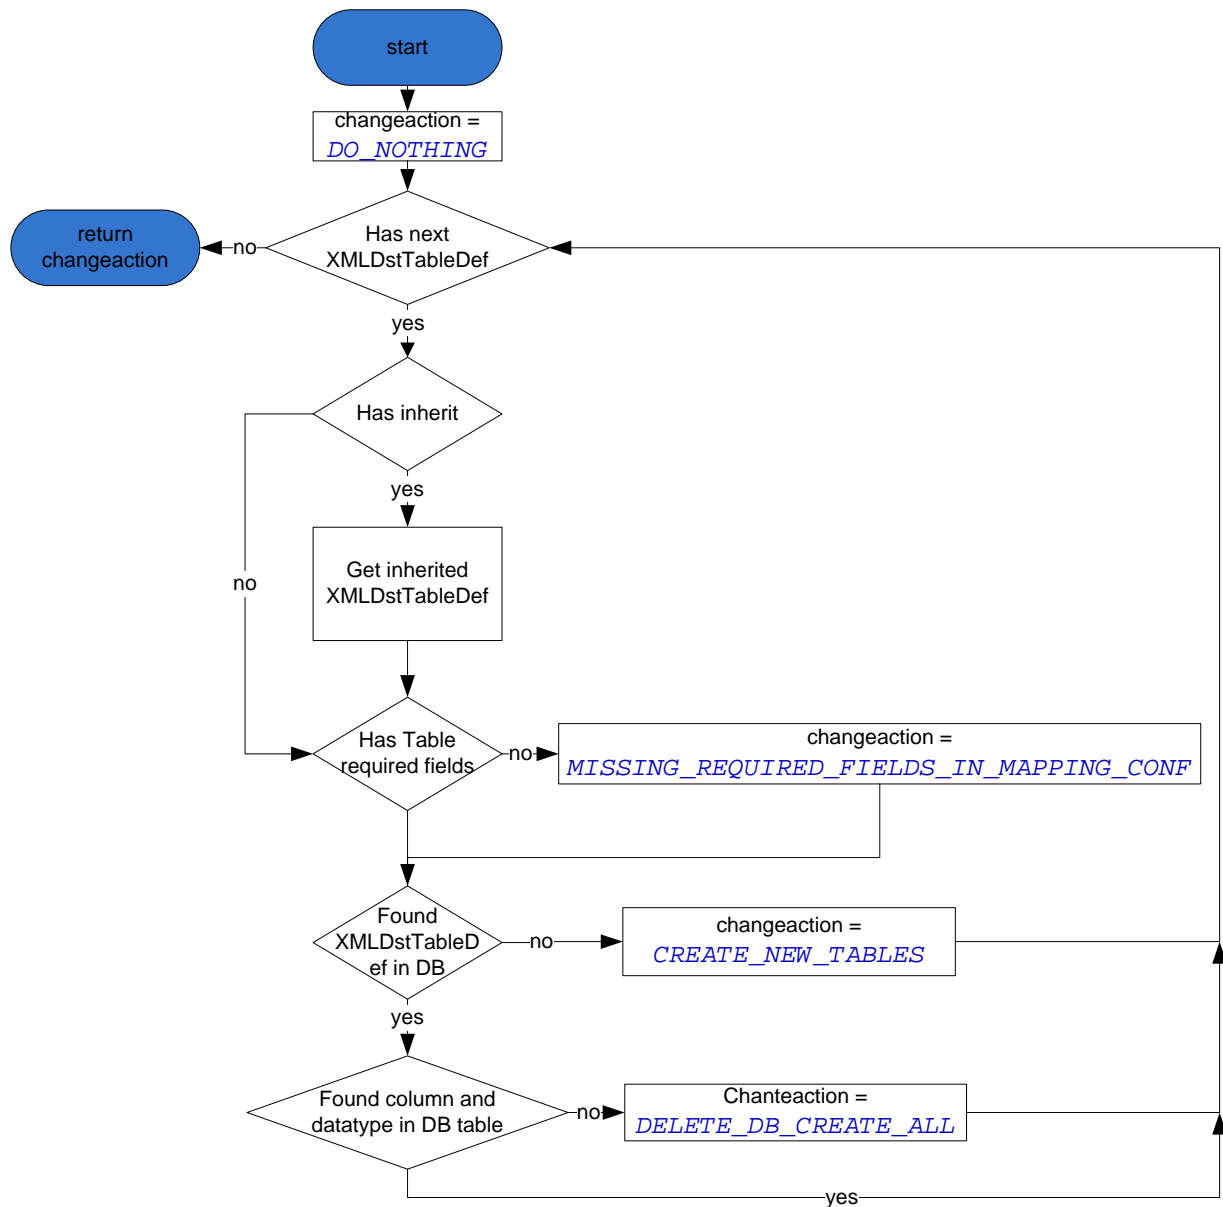 start
changeaction =
DO_NOTHING
Has next
XMLDstTableDef
no
return
changeaction
yes
Has inherit
yes
no
Get inherited
XMLDstTableDef
Has Table
required fields
no
changeaction =
MISSING_REQUIRED_FIELDS_IN_MAPPING_CONF
Found
XMLDstTableD
ef in DB
no
changeaction =
CREATE_NEW_TABLES
yes
Found column and
datatype in DB table
no
Chanteaction =
DELETE_DB_CREATE_ALL
yes